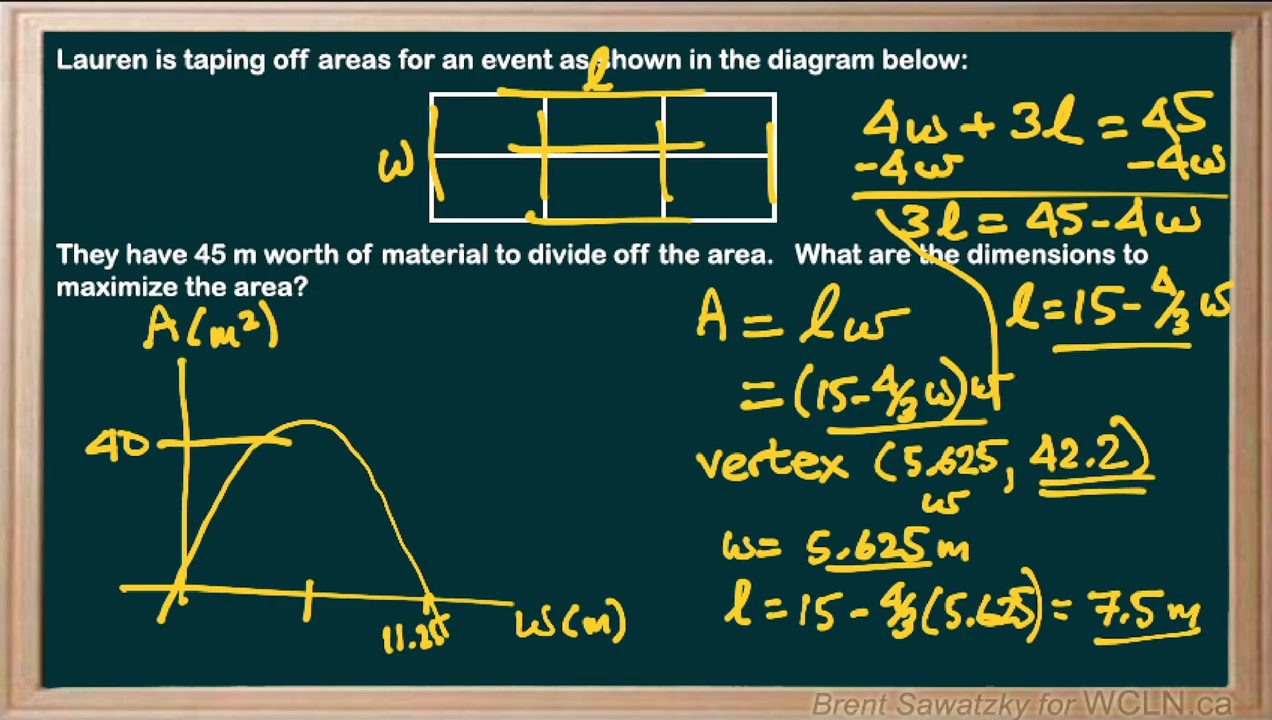 Lauren is taping off areas for an event as shown in the diagram below:
l
w
4w + 3l = 45
-4w -4w
3l = 45 - 4w
They have 45 m worth of material to divide off the area. What are the dimensions to
maximize the area?
l = 15 - 4/3 w
A = lw
= (15 - 4/3 w)w
vertex (5.625, 42.2)
w
w = 5.625 m
l = 15 - 4/3 (5.625) = 7.5 m
A (m²)
40
11.25
w (m)
Brent Sawatzky for WCLN.ca